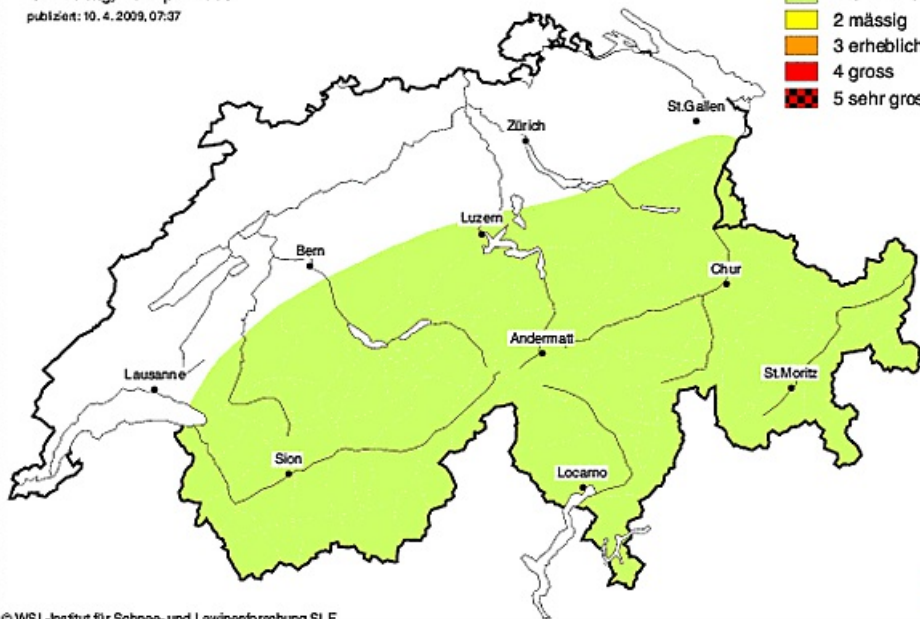 publiziert: 10. 4. 2009, 07:37
2 mässig
3 erheblich
4 gross
5 sehr gros
St.Gallen
Zürich
Luzern
Bern
Chur
Andermatt
Lausanne
St.Moritz
Sion
Locarno
© WSL-Institut für Schnee- und Lawinenforschung SLF